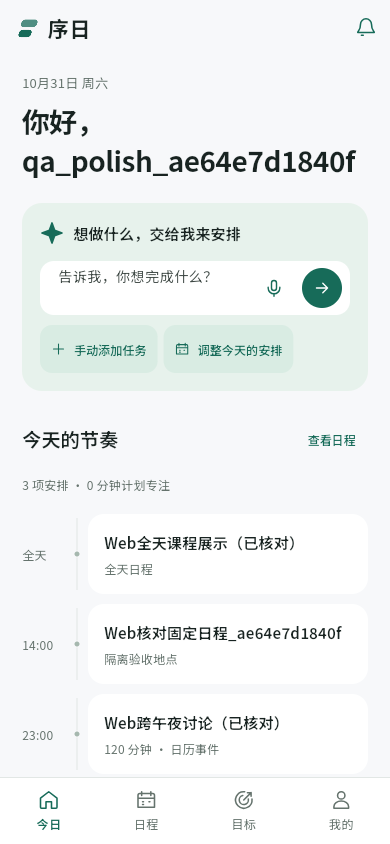 序日
10月31日 周六
你好，
qa_polish_ae64e7d1840f
想做什么，交给我来安排
告诉我，你想完成什么？
手动添加任务
调整今天的安排
今天的节奏
查看日程
3 项安排 · 0 分钟计划专注
全天
Web全天课程展示（已核对）
全天日程
14:00
Web核对固定日程_ae64e7d1840f
隔离验收地点
23:00
Web跨午夜讨论（已核对）
120 分钟 · 日历事件
今日
日程
目标
我的